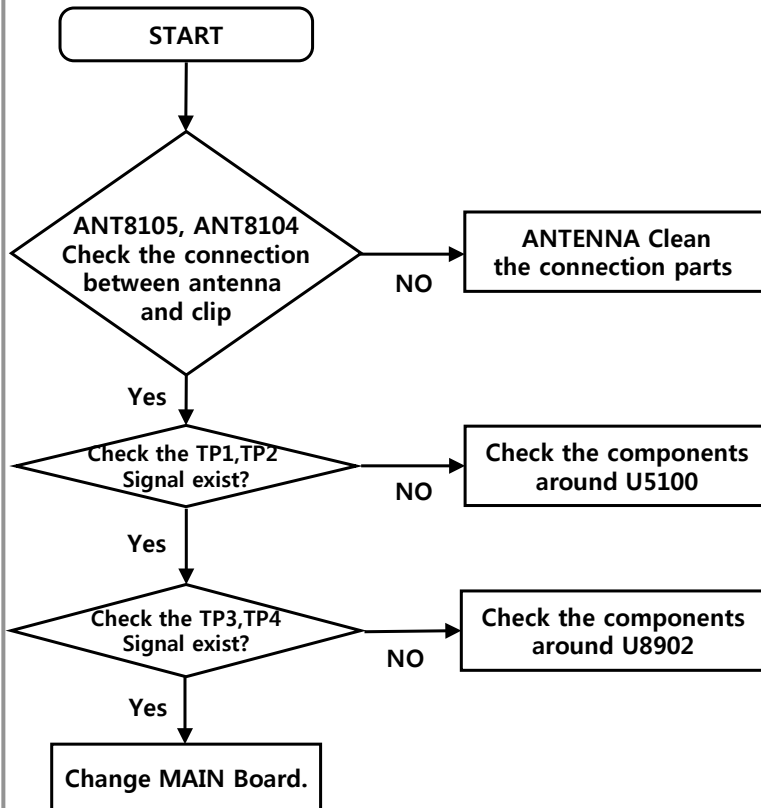 START
ANT8105, ANT8104
Check the connection
between antenna
and clip
NO
ANTENNA Clean
the connection parts
Yes
Check the TP1,TP2
Signal exist?
NO
Check the components
around U5100
Yes
Check the TP3,TP4
Signal exist?
NO
Check the components
around U8902
Yes
Change MAIN Board.